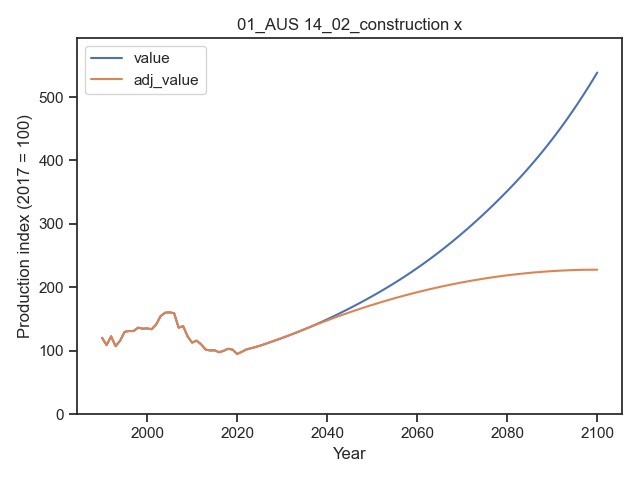 01_AUS 14_02_construction x
value
adj_value
Production index (2017 = 100)
500
400
300
200
100
0
2000 2020 2040 2060 2080 2100
Year